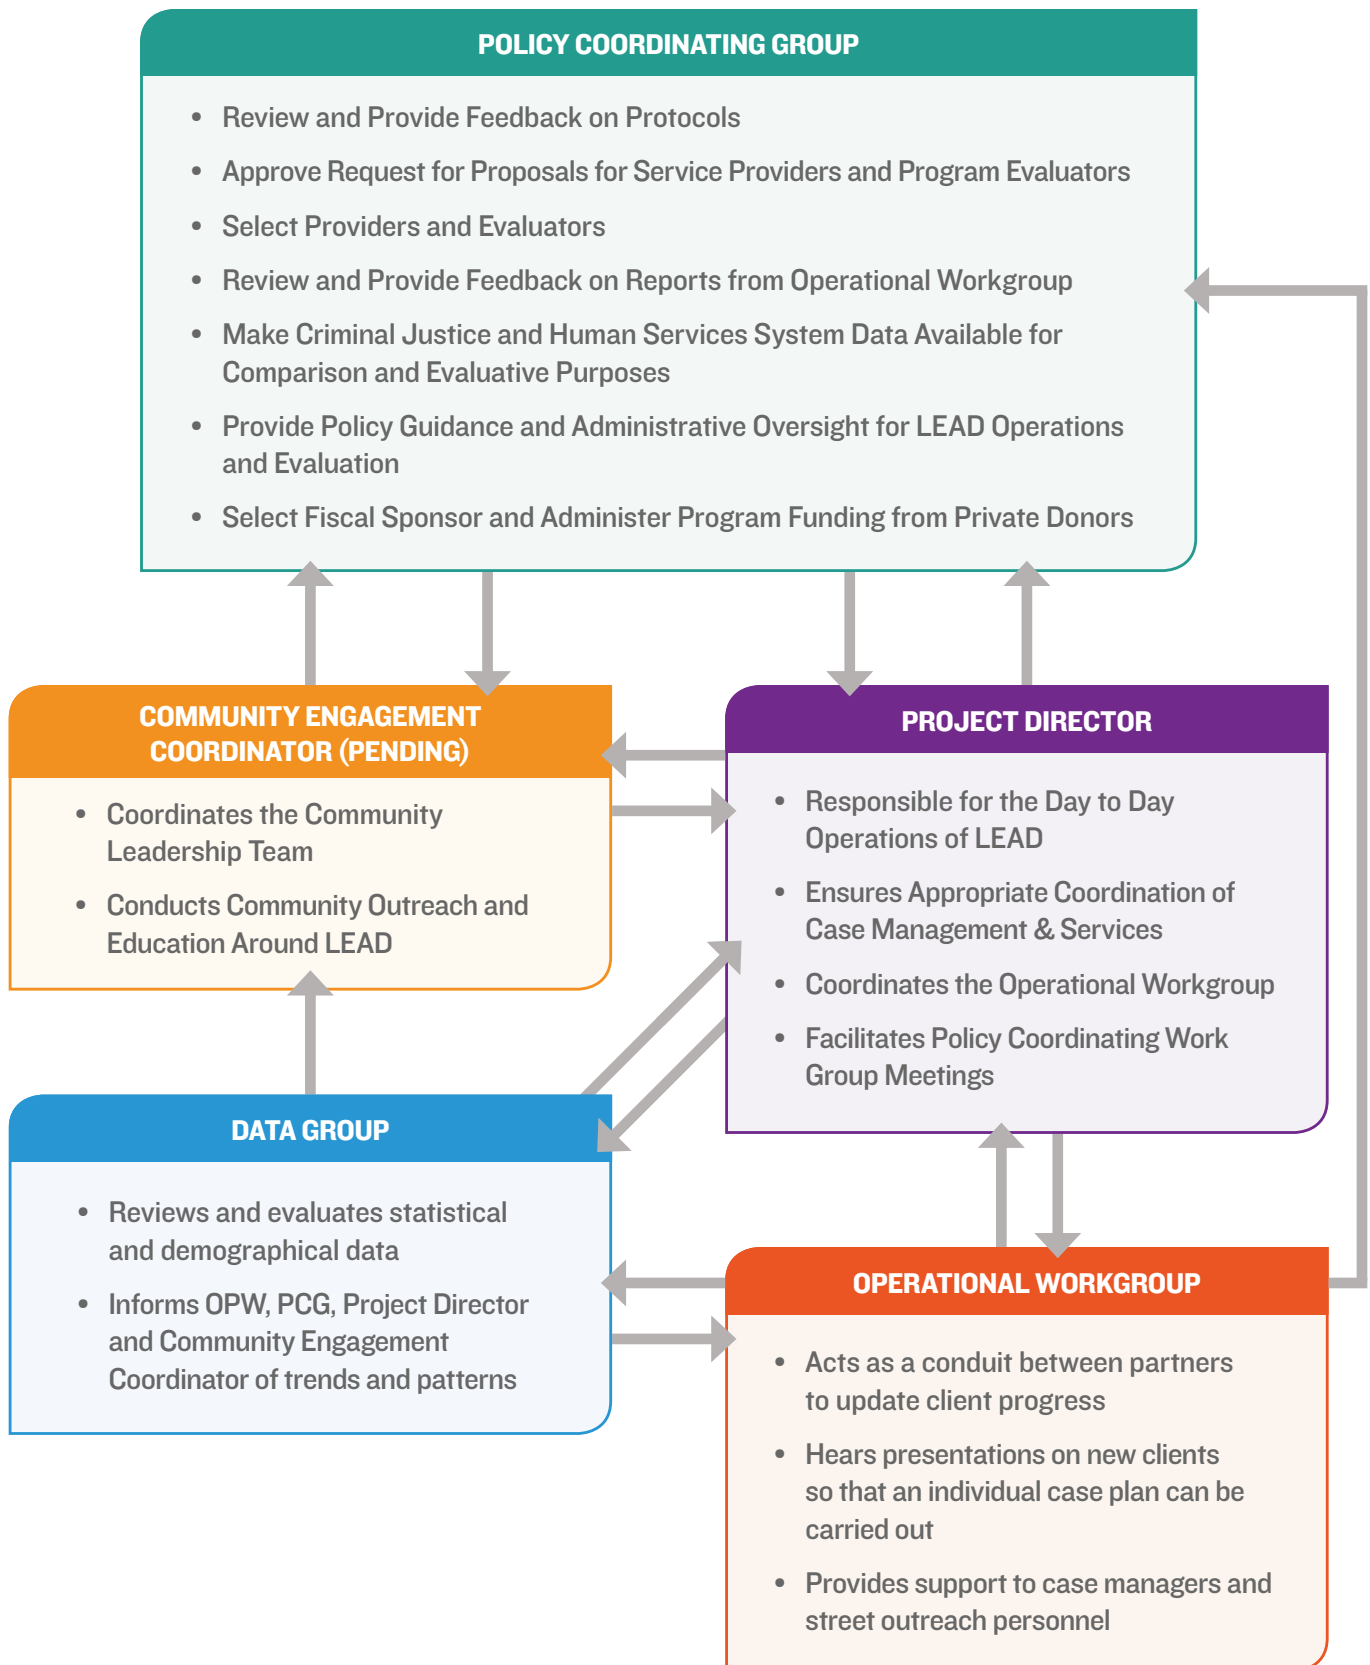 POLICY COORDINATING GROUP
• Review and Provide Feedback on Protocols
• Approve Request for Proposals for Service Providers and Program Evaluators
• Select Providers and Evaluators
• Review and Provide Feedback on Reports from Operational Workgroup
• Make Criminal Justice and Human Services System Data Available for
Comparison and Evaluative Purposes
• Provide Policy Guidance and Administrative Oversight for LEAD Operations
and Evaluation
• Select Fiscal Sponsor and Administer Program Funding from Private Donors
COMMUNITY ENGAGEMENT
COORDINATOR (PENDING)
• Coordinates the Community
Leadership Team
• Conducts Community Outreach and
Education Around LEAD
PROJECT DIRECTOR
• Responsible for the Day to Day
Operations of LEAD
• Ensures Appropriate Coordination of
Case Management & Services
• Coordinates the Operational Workgroup
• Facilitates Policy Coordinating Work
Group Meetings
DATA GROUP
• Reviews and evaluates statistical
and demographical data
• Informs OPW, PCG, Project Director
and Community Engagement
Coordinator of trends and patterns
OPERATIONAL WORKGROUP
• Acts as a conduit between partners
to update client progress
• Hears presentations on new clients
so that an individual case plan can be
carried out
• Provides support to case managers and
street outreach personnel